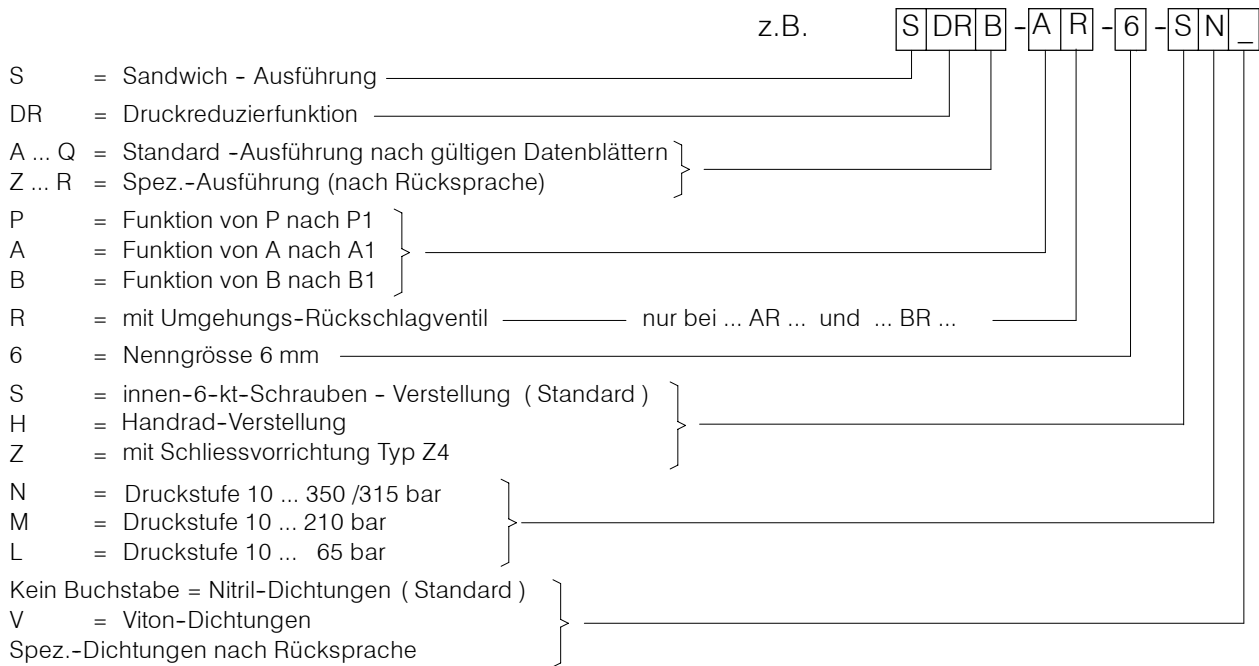 z.B. S DR B - A R - 6 - S N _
S = Sandwich - Ausführung
DR = Druckreduzierfunktion
A ... Q = Standard -Ausführung nach gültigen Datenblättern
Z ... R = Spez.-Ausführung (nach Rücksprache)
P = Funktion von P nach P1
A = Funktion von A nach A1
B = Funktion von B nach B1
R = mit Umgehungs-Rückschlagventil nur bei ... AR ... und ... BR ...
6 = Nenngrösse 6 mm
S = innen-6-kt-Schrauben - Verstellung ( Standard )
H = Handrad-Verstellung
Z = mit Schliessvorrichtung Typ Z4
N = Druckstufe 10 ... 350 /315 bar
M = Druckstufe 10 ... 210 bar
L = Druckstufe 10 ... 65 bar
Kein Buchstabe = Nitril-Dichtungen ( Standard )
V = Viton-Dichtungen
Spez.-Dichtungen nach Rücksprache